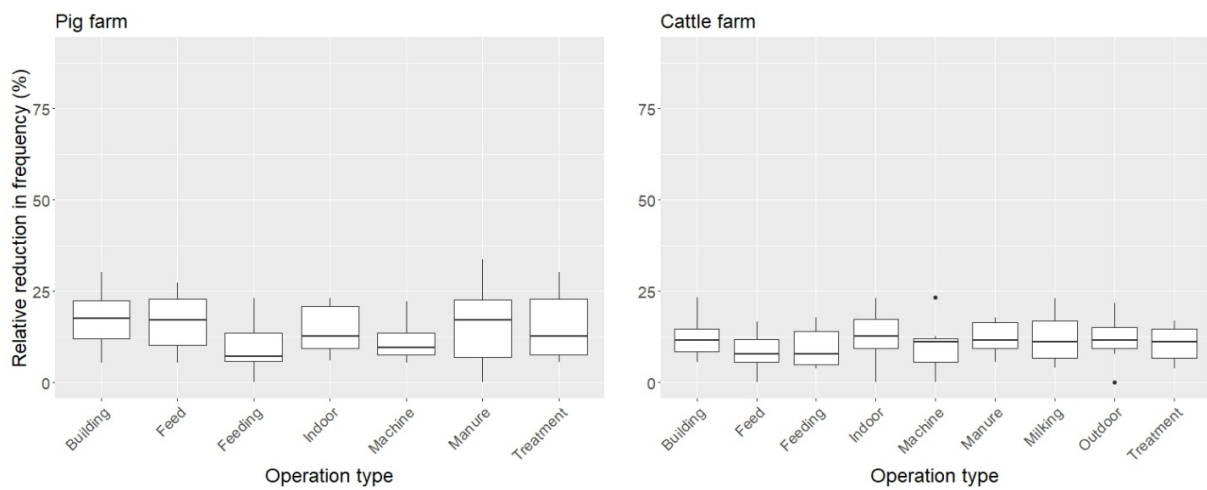 Pig farm
Relative reduction in frequency (%)
75
50
25
0
Building
Feed
Feeding
Indoor
Machine
Manure
Treatment
Operation type
Cattle farm
75
50
25
0
Building
Feed
Feeding
Indoor
Machine
Manure
Milking
Outdoor
Treatment
Operation type